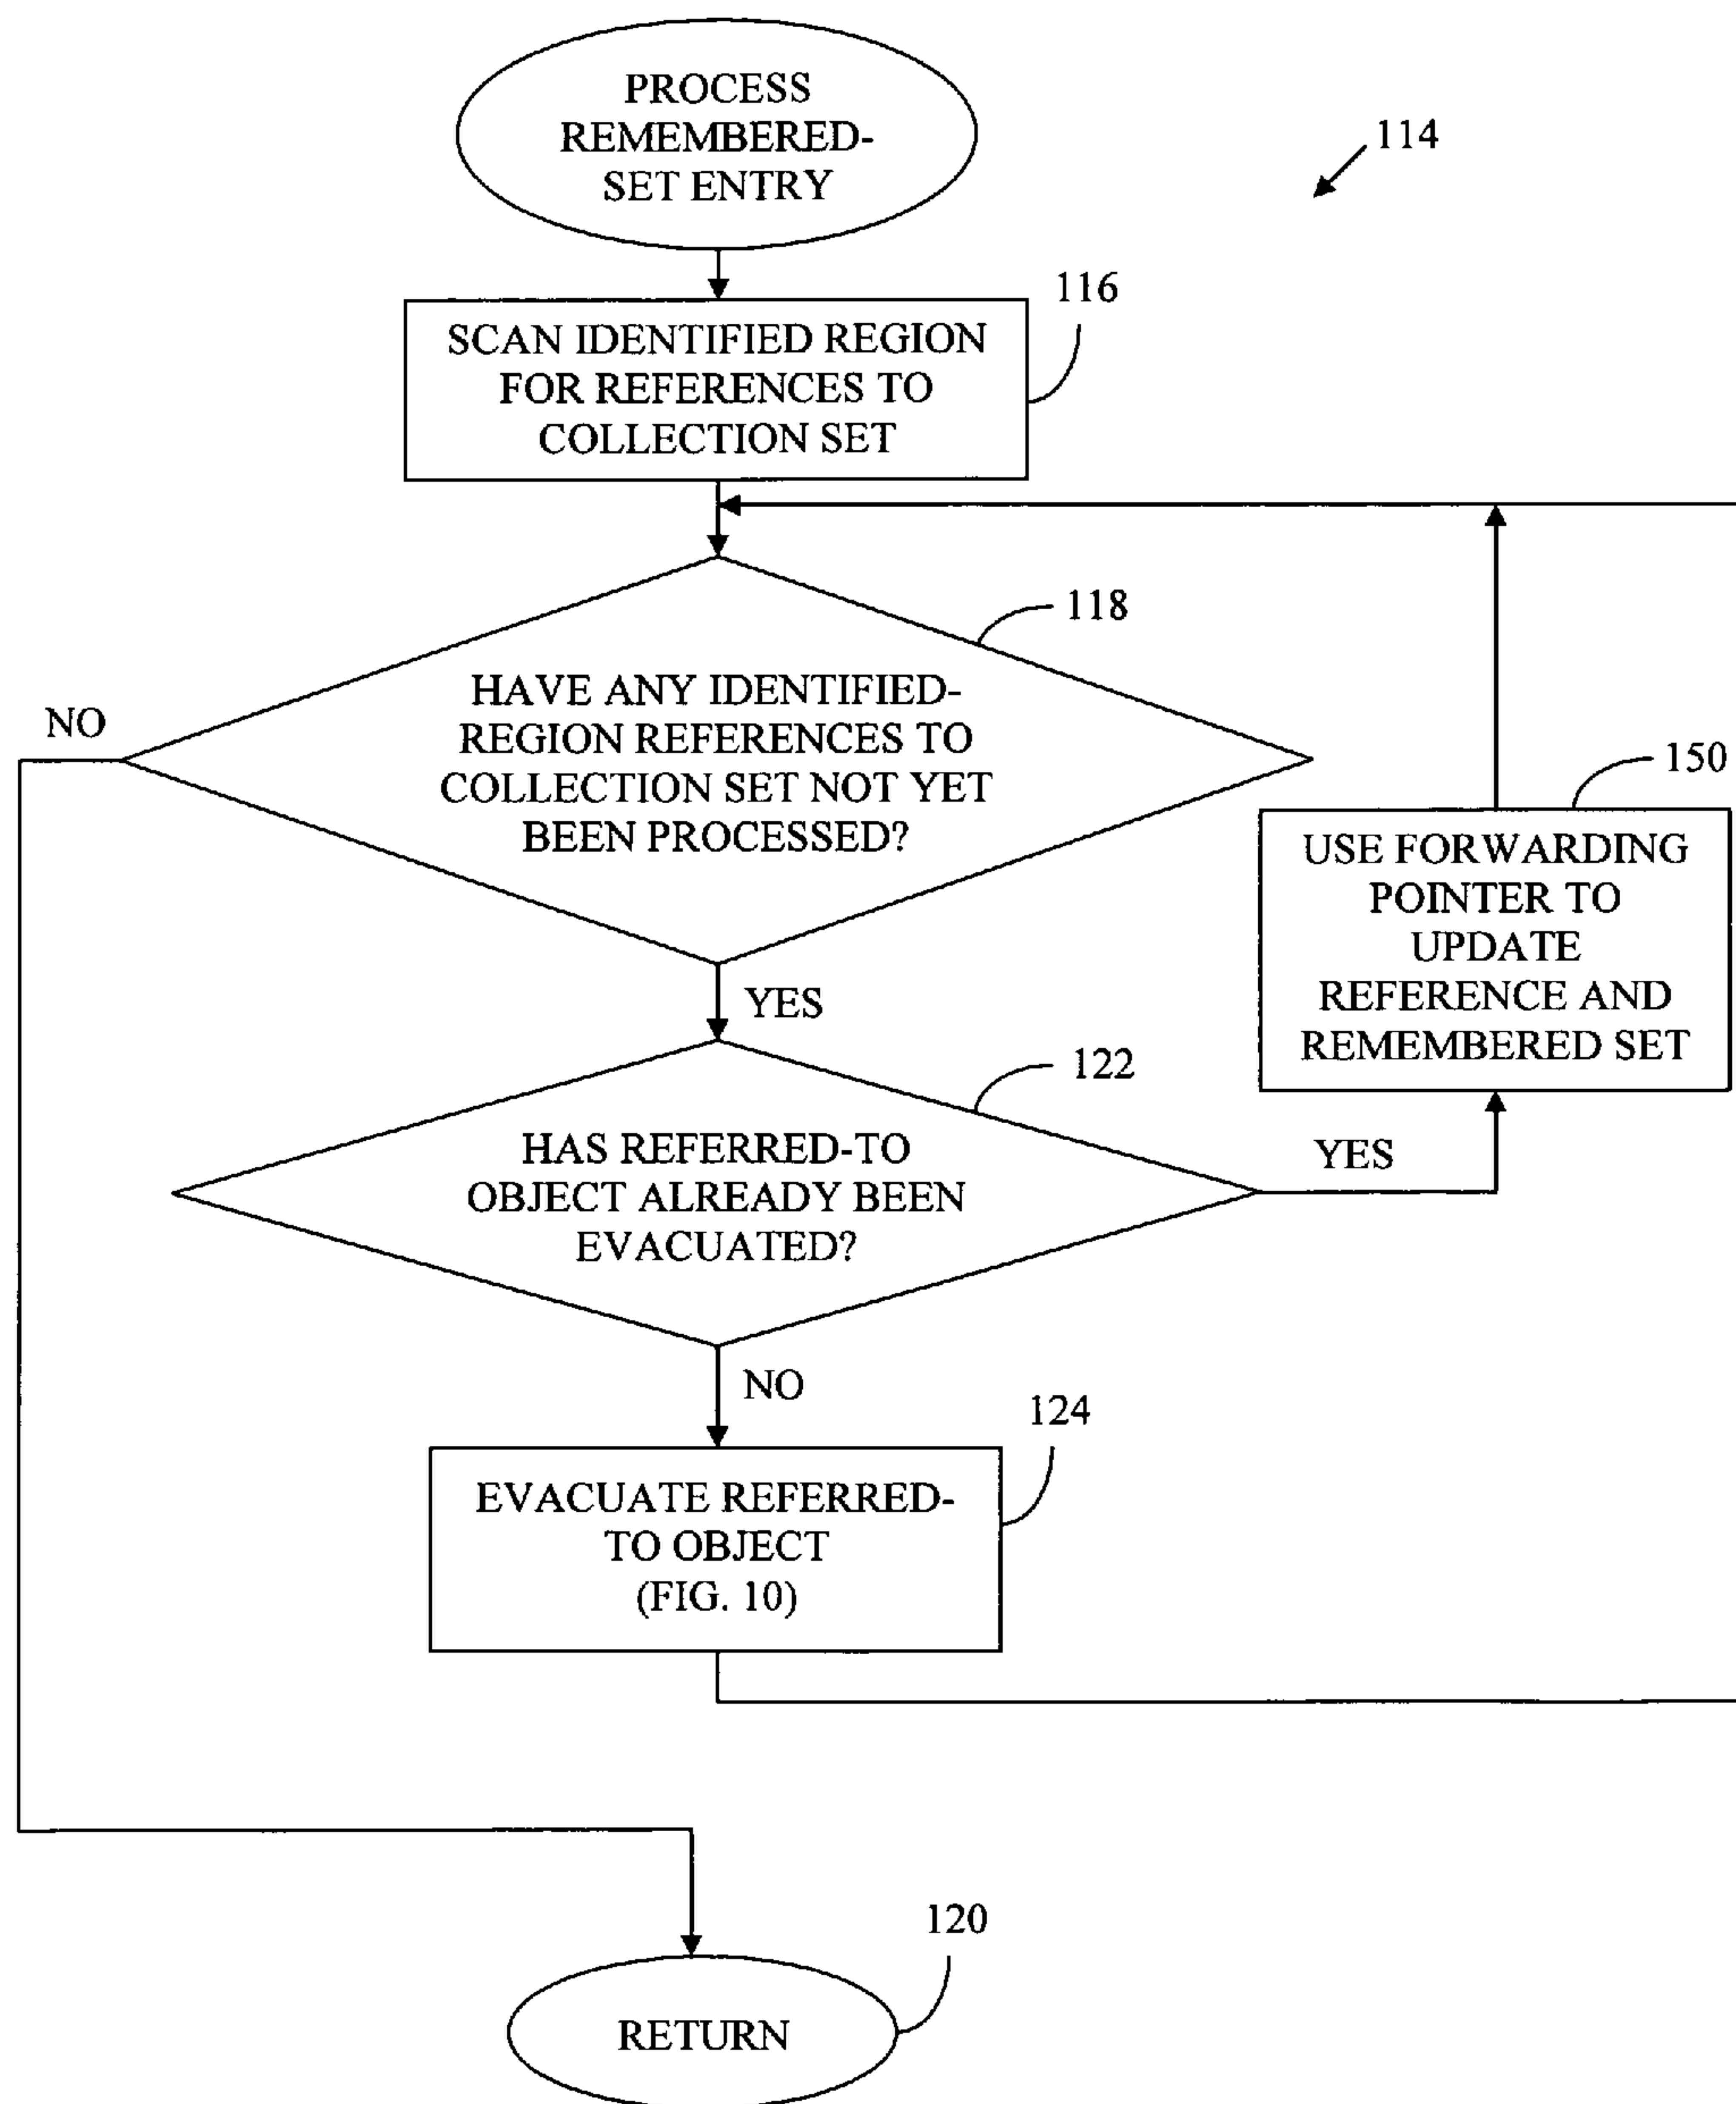 PROCESS
REMEMBERED-
SET ENTRY
114
116
SCAN IDENTIFIED REGION
FOR REFERENCES TO
COLLECTION SET
118
HAVE ANY IDENTIFIED-
REGION REFERENCES TO
COLLECTION SET NOT YET
BEEN PROCESSED?
NO
150
USE FORWARDING
POINTER TO
UPDATE
REFERENCE AND
REMEMBERED SET
YES
122
HAS REFERRED-TO
OBJECT ALREADY BEEN
EVACUATED?
YES
NO
124
EVACUATE REFERRED-
TO OBJECT
(FIG. 10)
120
RETURN